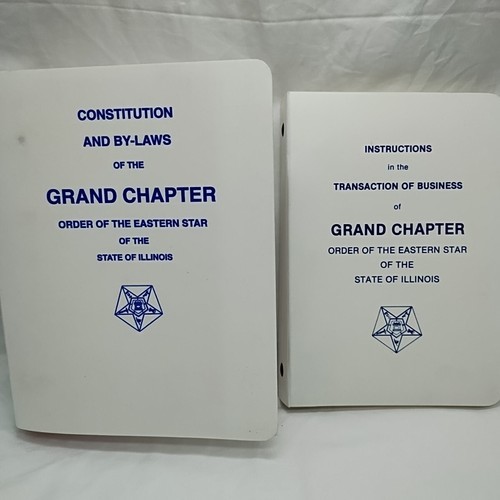 CONSTITUTION
AND BY-LAWS
OF THE
GRAND CHAPTER
ORDER OF THE EASTERN STAR
OF THE
STATE OF ILLINOIS
INSTRUCTIONS
in the
TRANSACTION OF BUSINESS
of
GRAND CHAPTER
ORDER OF THE EASTERN STAR
OF THE
STATE OF ILLINOIS